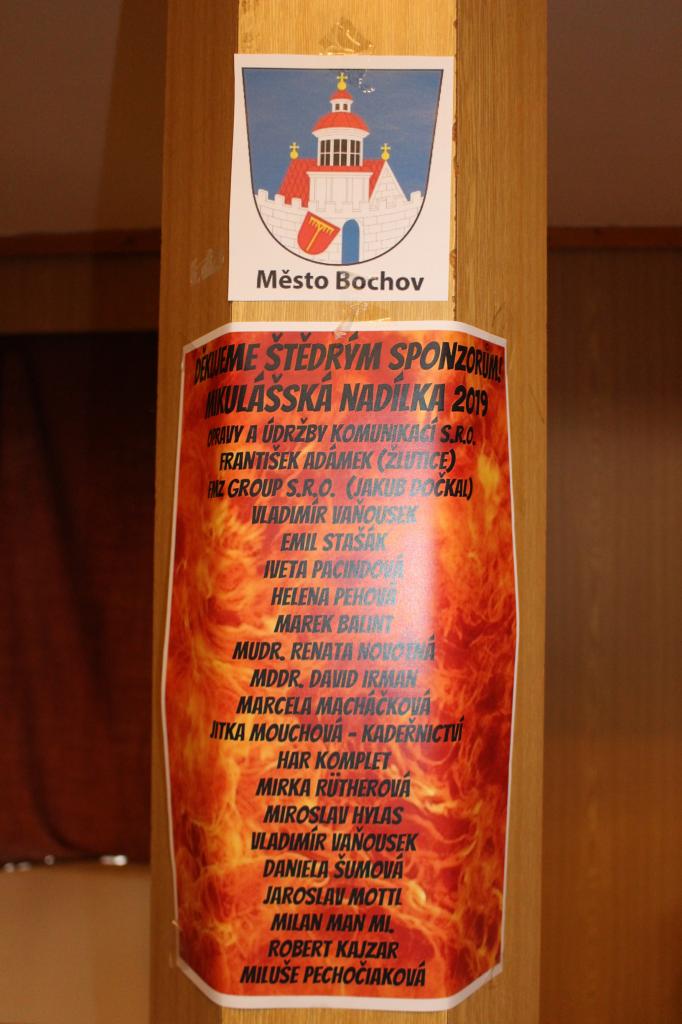 Město Bochov
DĚKUJEME ŠTĚDRÝM SPONZORŮM!
MIKULÁŠSKÁ NADÍLKA 2019
OPRAVY A ÚDRŽBY KOMUNIKACÍ S.R.O.
FRANTIŠEK ADÁMEK (ŽLUTICE)
FMZ GROUP S.R.O. (JAKUB DOČKAL)
VLADIMÍR VAŇOUSEK
EMIL STAŠÁK
IVETA PACINDOVÁ
HELENA PEHOVÁ
MAREK BALINT
MUDR. RENATA NOVOTNÁ
MDDR. DAVID IRMAN
MARCELA MACHÁČKOVÁ
JITKA MOUCHOVÁ - KADEŘNICTVÍ
HAR KOMPLET
MIRKA RÜTHEROVÁ
MIROSLAV HYLAS
VLADIMÍR VAŇOUSEK
DANIELA ŠUMOVÁ
JAROSLAV MOTTL
MILAN MAN ML.
ROBERT KAJZAR
MILUŠE PECHOČIAKOVÁ